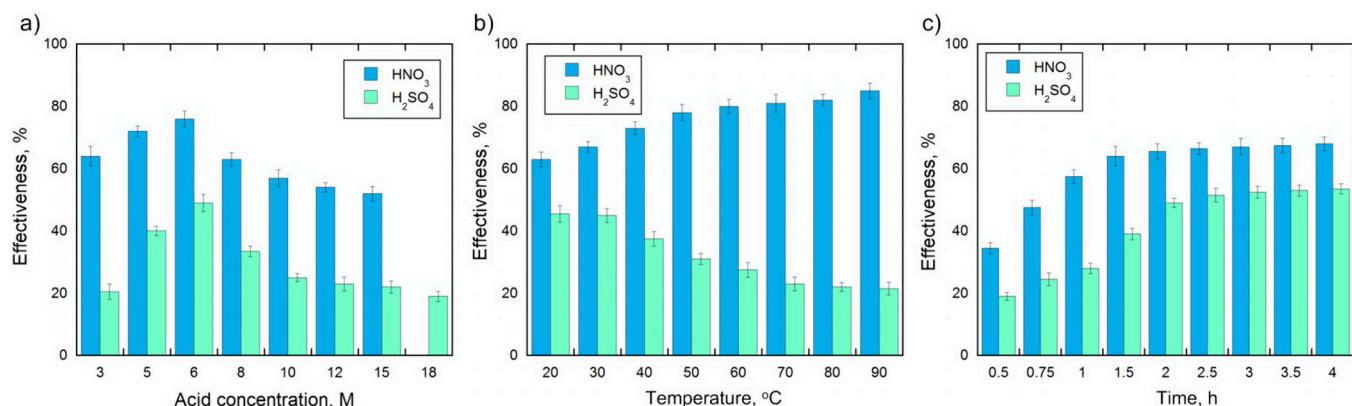 a)
Effectiveness, %
100
80
60
40
20
0
HNO3
H2SO4
3 5 6 8 10 12 15 18
Acid concentration, M
b)
Effectiveness, %
100
80
60
40
20
0
HNO3
H2SO4
20 30 40 50 60 70 80 90
Temperature, °C
c)
Effectiveness, %
100
80
60
40
20
0
HNO3
H2SO4
0.5 0.75 1 1.5 2 2.5 3 3.5 4
Time, h